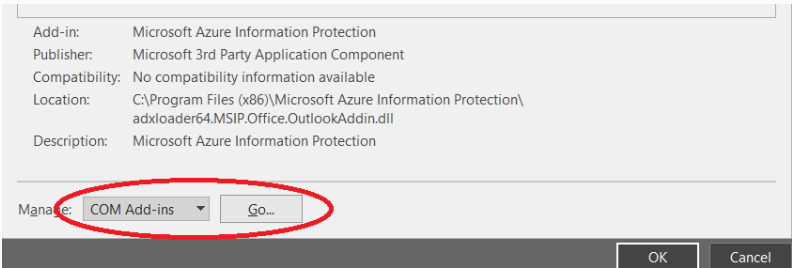 Add-in: Microsoft Azure Information Protection
Publisher: Microsoft 3rd Party Application Component
Compatibility: No compatibility information available
Location: C:\Program Files (x86)\Microsoft Azure Information Protection\
adxloader64.MSIP.Office.OutlookAddin.dll
Description: Microsoft Azure Information Protection
Manage: COM Add-ins Go...
OK Cancel